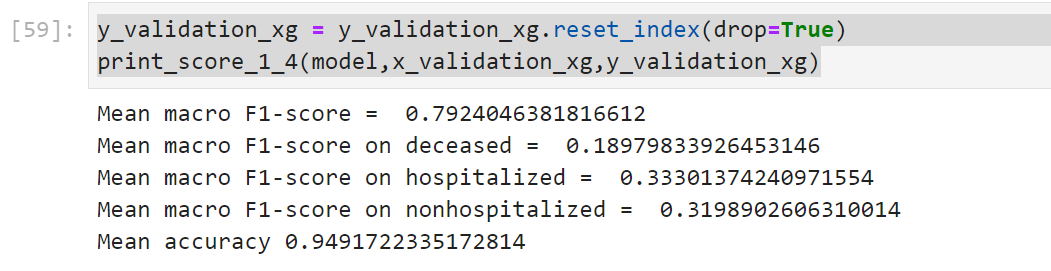 [59]: y_validation_xg = y_validation_xg.reset_index(drop=True)
print_score_1_4(model,x_validation_xg,y_validation_xg)
Mean macro F1-score =  0.7924046381816612
Mean macro F1-score on deceased =  0.18979833926453146
Mean macro F1-score on hospitalized =  0.33301374240971554
Mean macro F1-score on nonhospitalized =  0.3198902606310014
Mean accuracy 0.9491722335172814